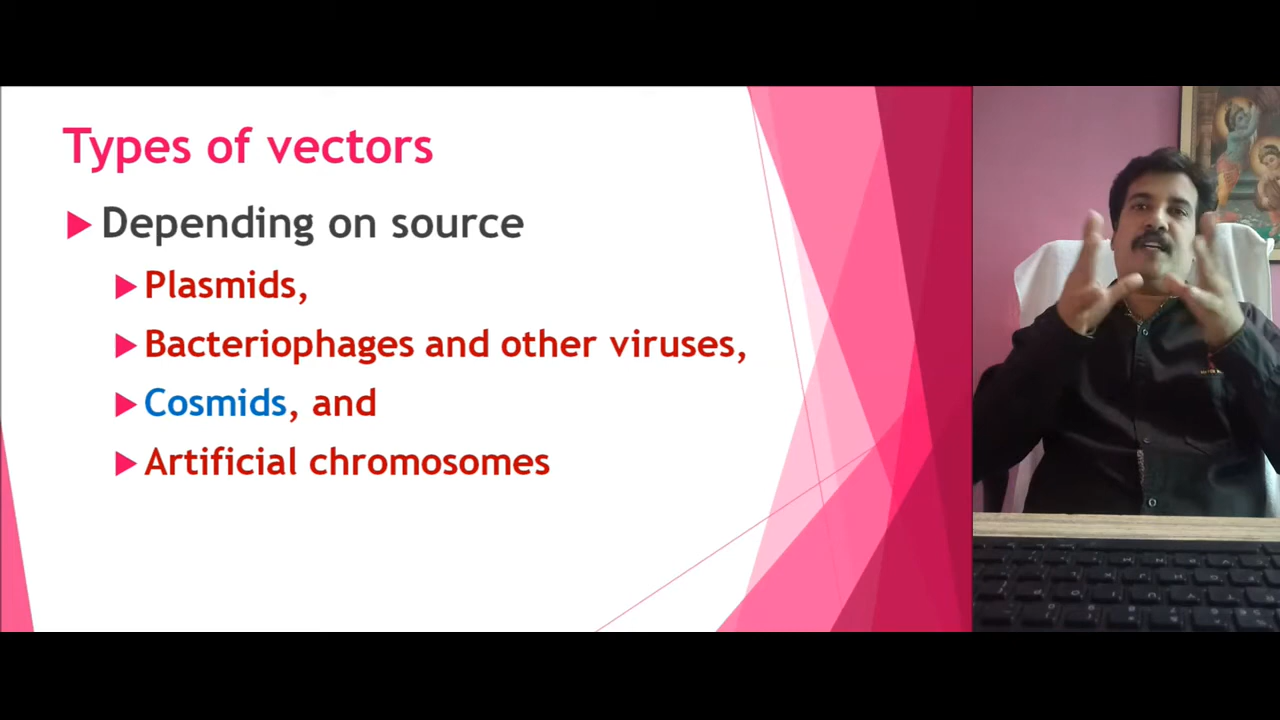 Types of vectors
Depending on source
Plasmids,
Bacteriophages and other viruses,
Cosmids, and
Artificial chromosomes